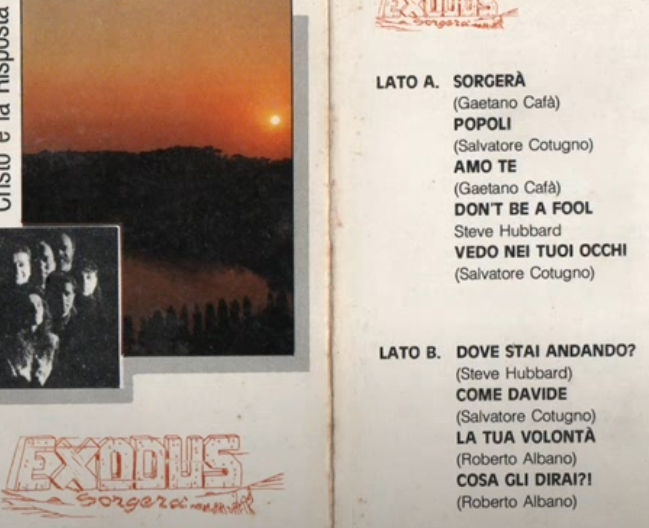 Cristo è la Risposta
EXODUS
Sorgerà
EXODUS
Sorgerà
LATO A. SORGERÀ
(Gaetano Cafà)
POPOLI
(Salvatore Cotugno)
AMO TE
(Gaetano Cafà)
DON'T BE A FOOL
Steve Hubbard
VEDO NEI TUOI OCCHI
(Salvatore Cotugno)
LATO B. DOVE STAI ANDANDO?
(Steve Hubbard)
COME DAVIDE
(Salvatore Cotugno)
LA TUA VOLONTÀ
(Roberto Albano)
COSA GLI DIRAI?!
(Roberto Albano)